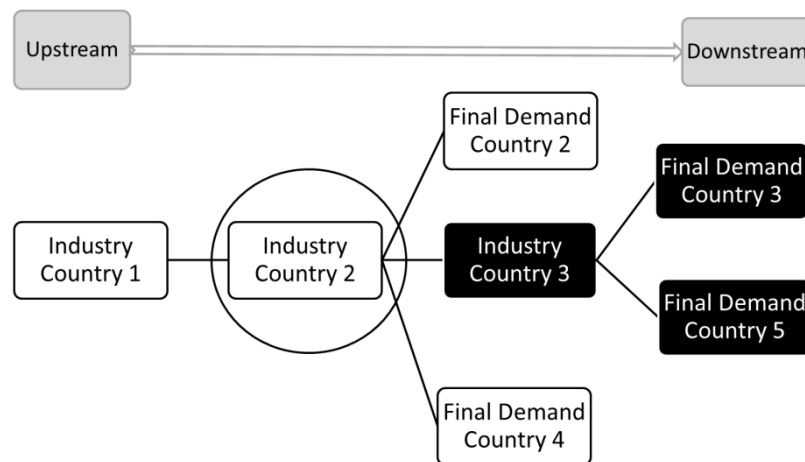 Upstream
Downstream
Final Demand
Country 2
Final Demand
Country 3
Industry
Country 1
Industry
Country 2
Industry
Country 3
Final Demand
Country 5
Final Demand
Country 4